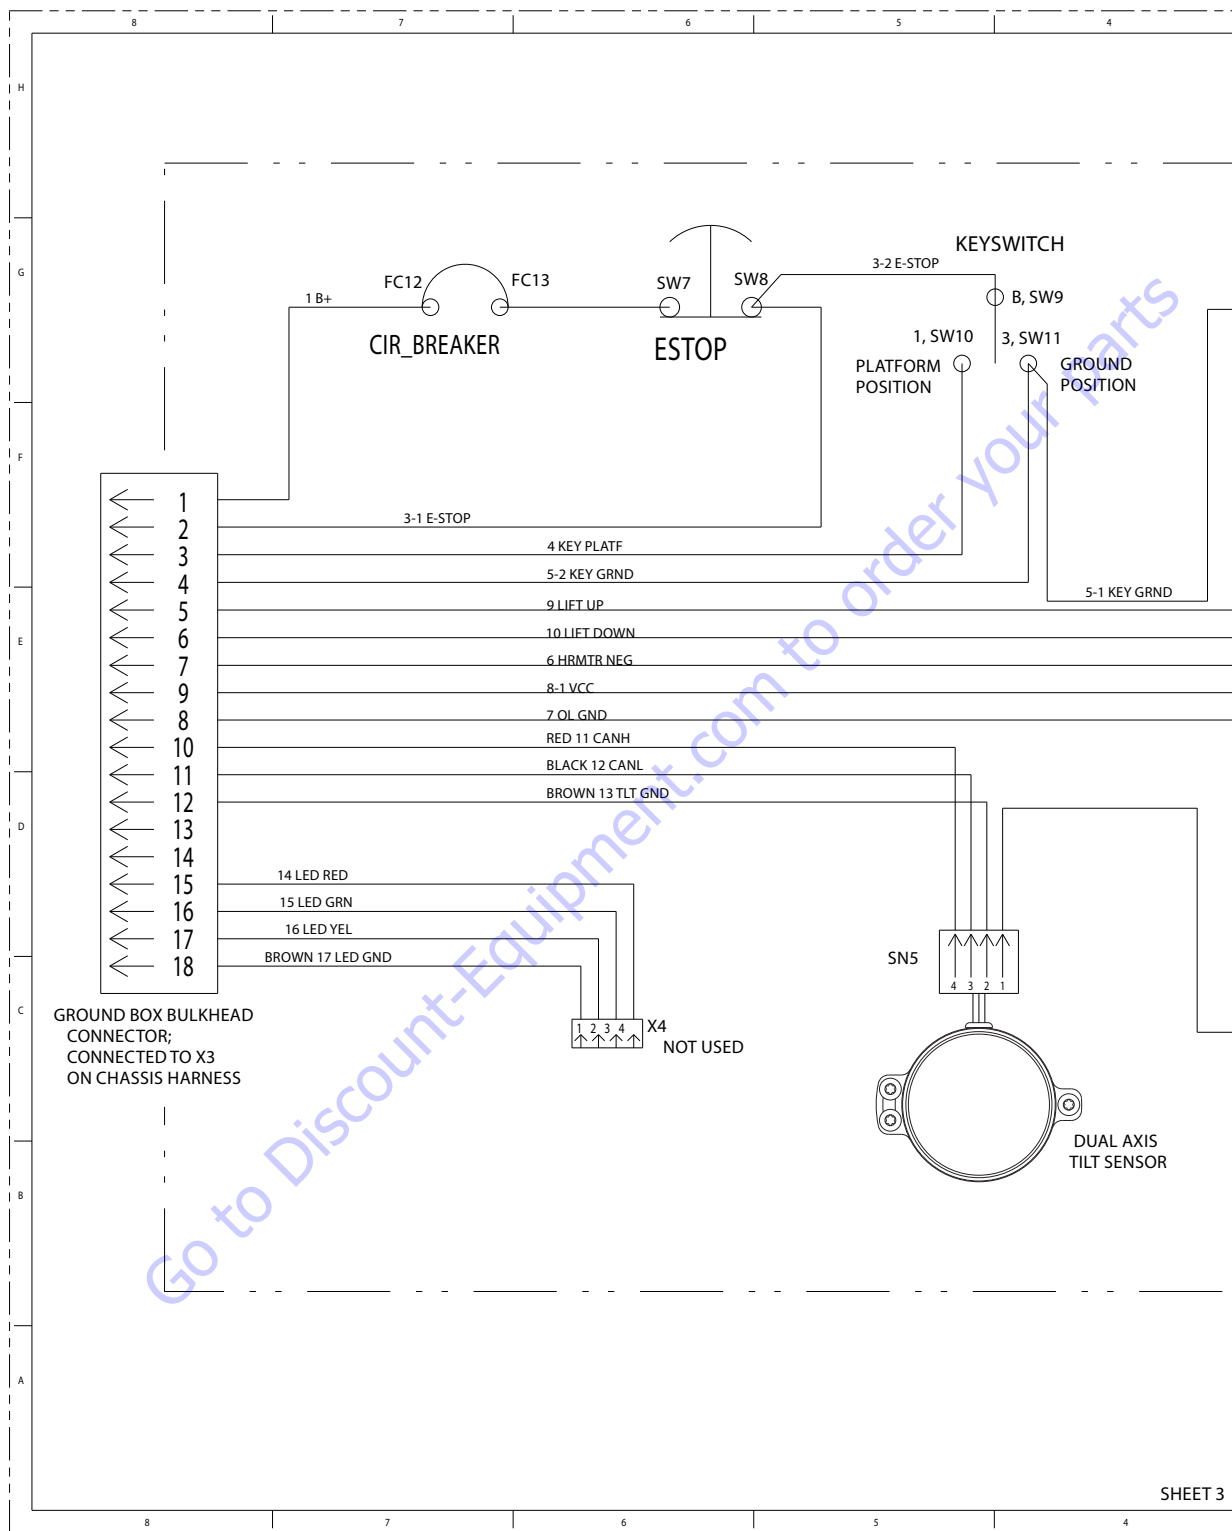 8 7 6 5 4
H
G
F
E
D
C
B
A
KEYSWITCH
3-2 E-STOP
FC12 FC13
SW7 SW8
1 B+
B, SW9
CIR_BREAKER
ESTOP
1, SW10
3, SW11
PLATFORM
POSITION
GROUND
POSITION
1
2
3
4
5
6
7
9
8
10
11
12
13
14
15
16
17
18
3-1 E-STOP
4 KEY PLATF
5-2 KEY GRND
5-1 KEY GRND
9 LIFT UP
10 LIFT DOWN
6 HRMTR NEG
8-1 VCC
7 OL GND
RED 11 CANH
BLACK 12 CANL
BROWN 13 TLT GND
14 LED RED
15 LED GRN
16 LED YEL
BROWN 17 LED GND
SN5
4 3 2 1
GROUND BOX BULKHEAD
CONNECTOR;
CONNECTED TO X3
ON CHASSIS HARNESS
1 2 3 4
X4
NOT USED
DUAL AXIS
TILT SENSOR
Go to Discount-Equipment.com to order your parts
SHEET 3
8 7 6 5 4